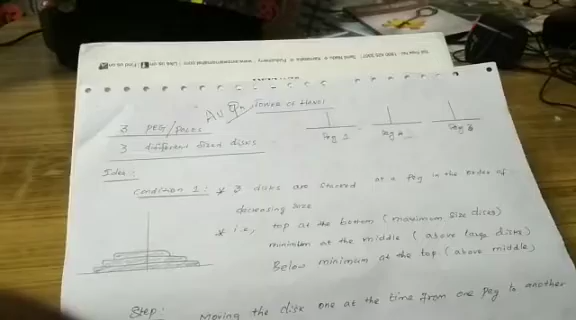 Tower of Hanoi
3 Peg/Poles
3 different sized disks
Peg 1 Peg 2 Peg 3
Idea:
Condition 1: * 3 disks are stacked at a peg in the order of
decreasing size
* i.e., top at the bottom (maximum size discs)
minimum at the middle (above large disks)
Below minimum at the top (above middle)
Step: Moving the disk one at the time from one peg to another